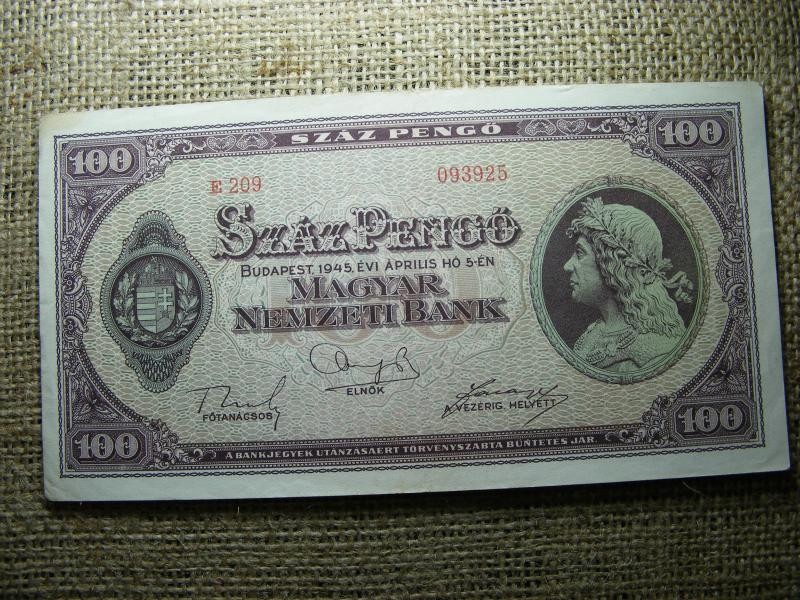 SZÁZ PENGŐ
100
100
E 209
093925
SZÁZ PENGŐ
BUDAPEST, 1945. ÉVI ÁPRILIS HÓ 5-ÉN
MAGYAR
NEMZETI BANK
FŐTANÁCSOS
ELNÖK
A VEZÉRIG. HELYETT
100
100
A BANKJEGYEK UTÁNZÁSÁÉRT TÖRVÉNYSZABTA BÜNTETÉS JÁR.